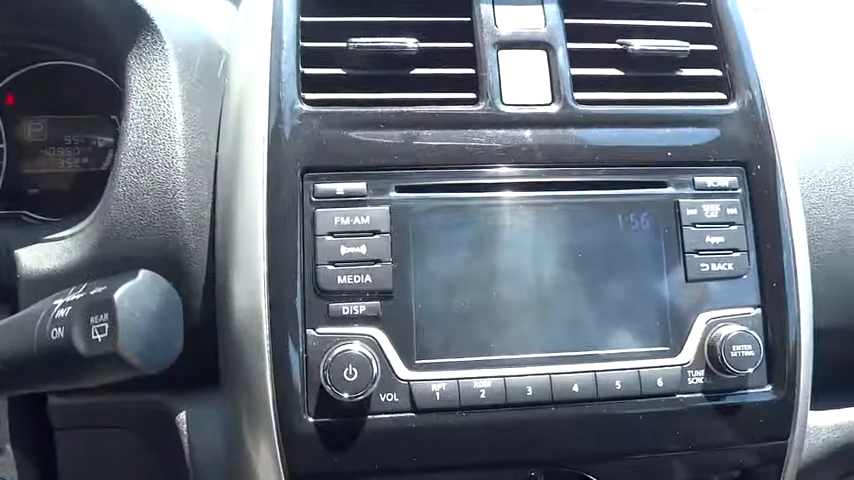 P
SCAN
FM·AM
MEDIA
DISP
VOL
1:56
SEEK
CAT
Apps
BACK
ENTER
SETTING
TUNE
SCROLL
RPT
1
RDM
2
3
4
5
6
INT
ON
REAR